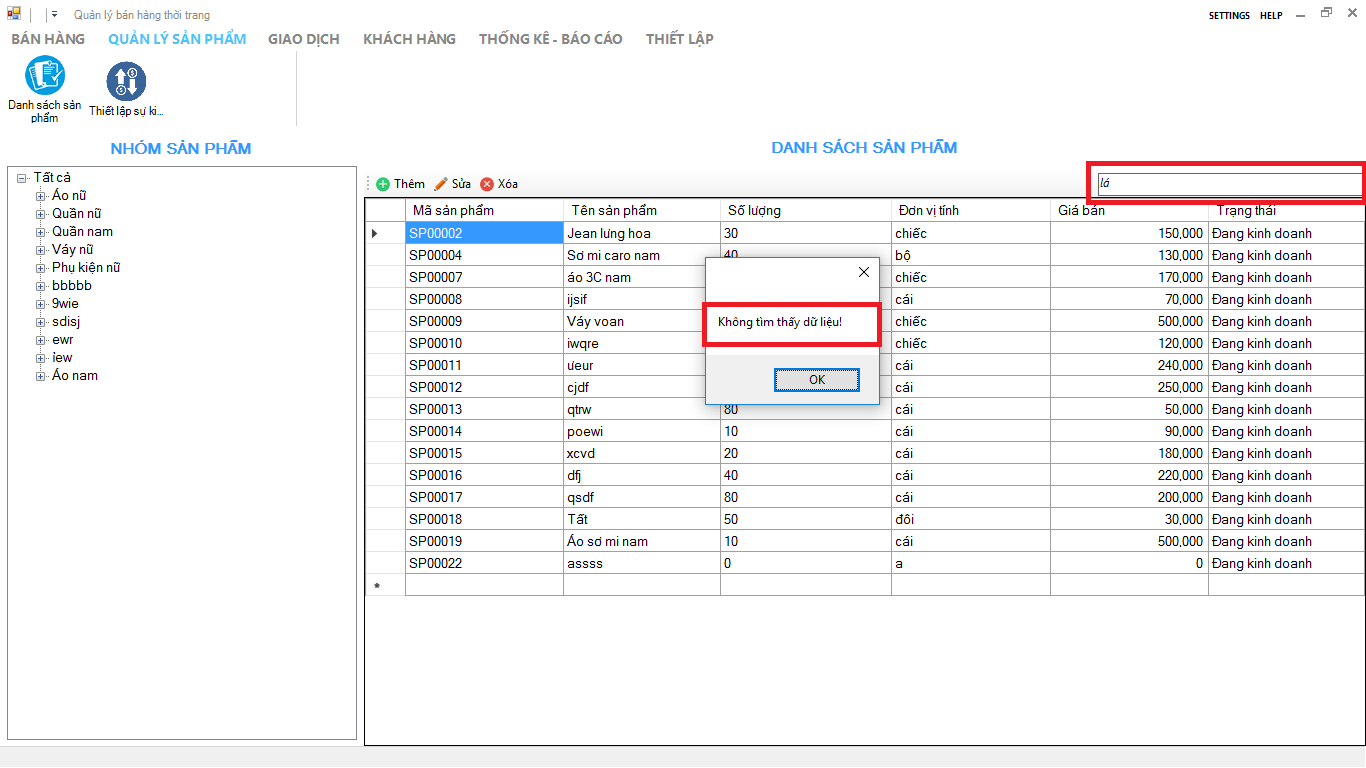 Quản lý bán hàng thời trang
SETTINGS HELP
BÁN HÀNG QUẢN LÝ SẢN PHẨM GIAO DỊCH KHÁCH HÀNG THỐNG KÊ - BÁO CÁO THIẾT LẬP
Danh sách sản phẩm
Thiết lập sự ki...
NHÓM SẢN PHẨM
Tất cả
Áo nữ
Quần nữ
Quần nam
Váy nữ
Phụ kiện nữ
bbbbb
9wie
sdisj
ewr
iew
Áo nam
DANH SÁCH SẢN PHẨM
Thêm Sửa Xóa
lá
Mã sản phẩm Tên sản phẩm Số lượng Đơn vị tính Giá bán Trạng thái
SP00002 Jean lưng hoa 30 chiếc 150,000 Đang kinh doanh
SP00004 Sơ mi caro nam 40 bộ 130,000 Đang kinh doanh
SP00007 áo 3C nam chiếc 170,000 Đang kinh doanh
SP00008 ijsif cái 70,000 Đang kinh doanh
SP00009 Váy voan chiếc 500,000 Đang kinh doanh
SP00010 iwqre chiếc 120,000 Đang kinh doanh
SP00011 ưeur cái 240,000 Đang kinh doanh
SP00012 cjdf cái 250,000 Đang kinh doanh
SP00013 qtrw 80 cái 50,000 Đang kinh doanh
SP00014 poewi 10 cái 90,000 Đang kinh doanh
SP00015 xcvd 20 cái 180,000 Đang kinh doanh
SP00016 dfj 40 cái 220,000 Đang kinh doanh
SP00017 qsdf 80 cái 200,000 Đang kinh doanh
SP00018 Tất 50 đôi 30,000 Đang kinh doanh
SP00019 Áo sơ mi nam 10 cái 500,000 Đang kinh doanh
SP00022 assss 0 a 0 Đang kinh doanh
Không tìm thấy dữ liệu!
OK